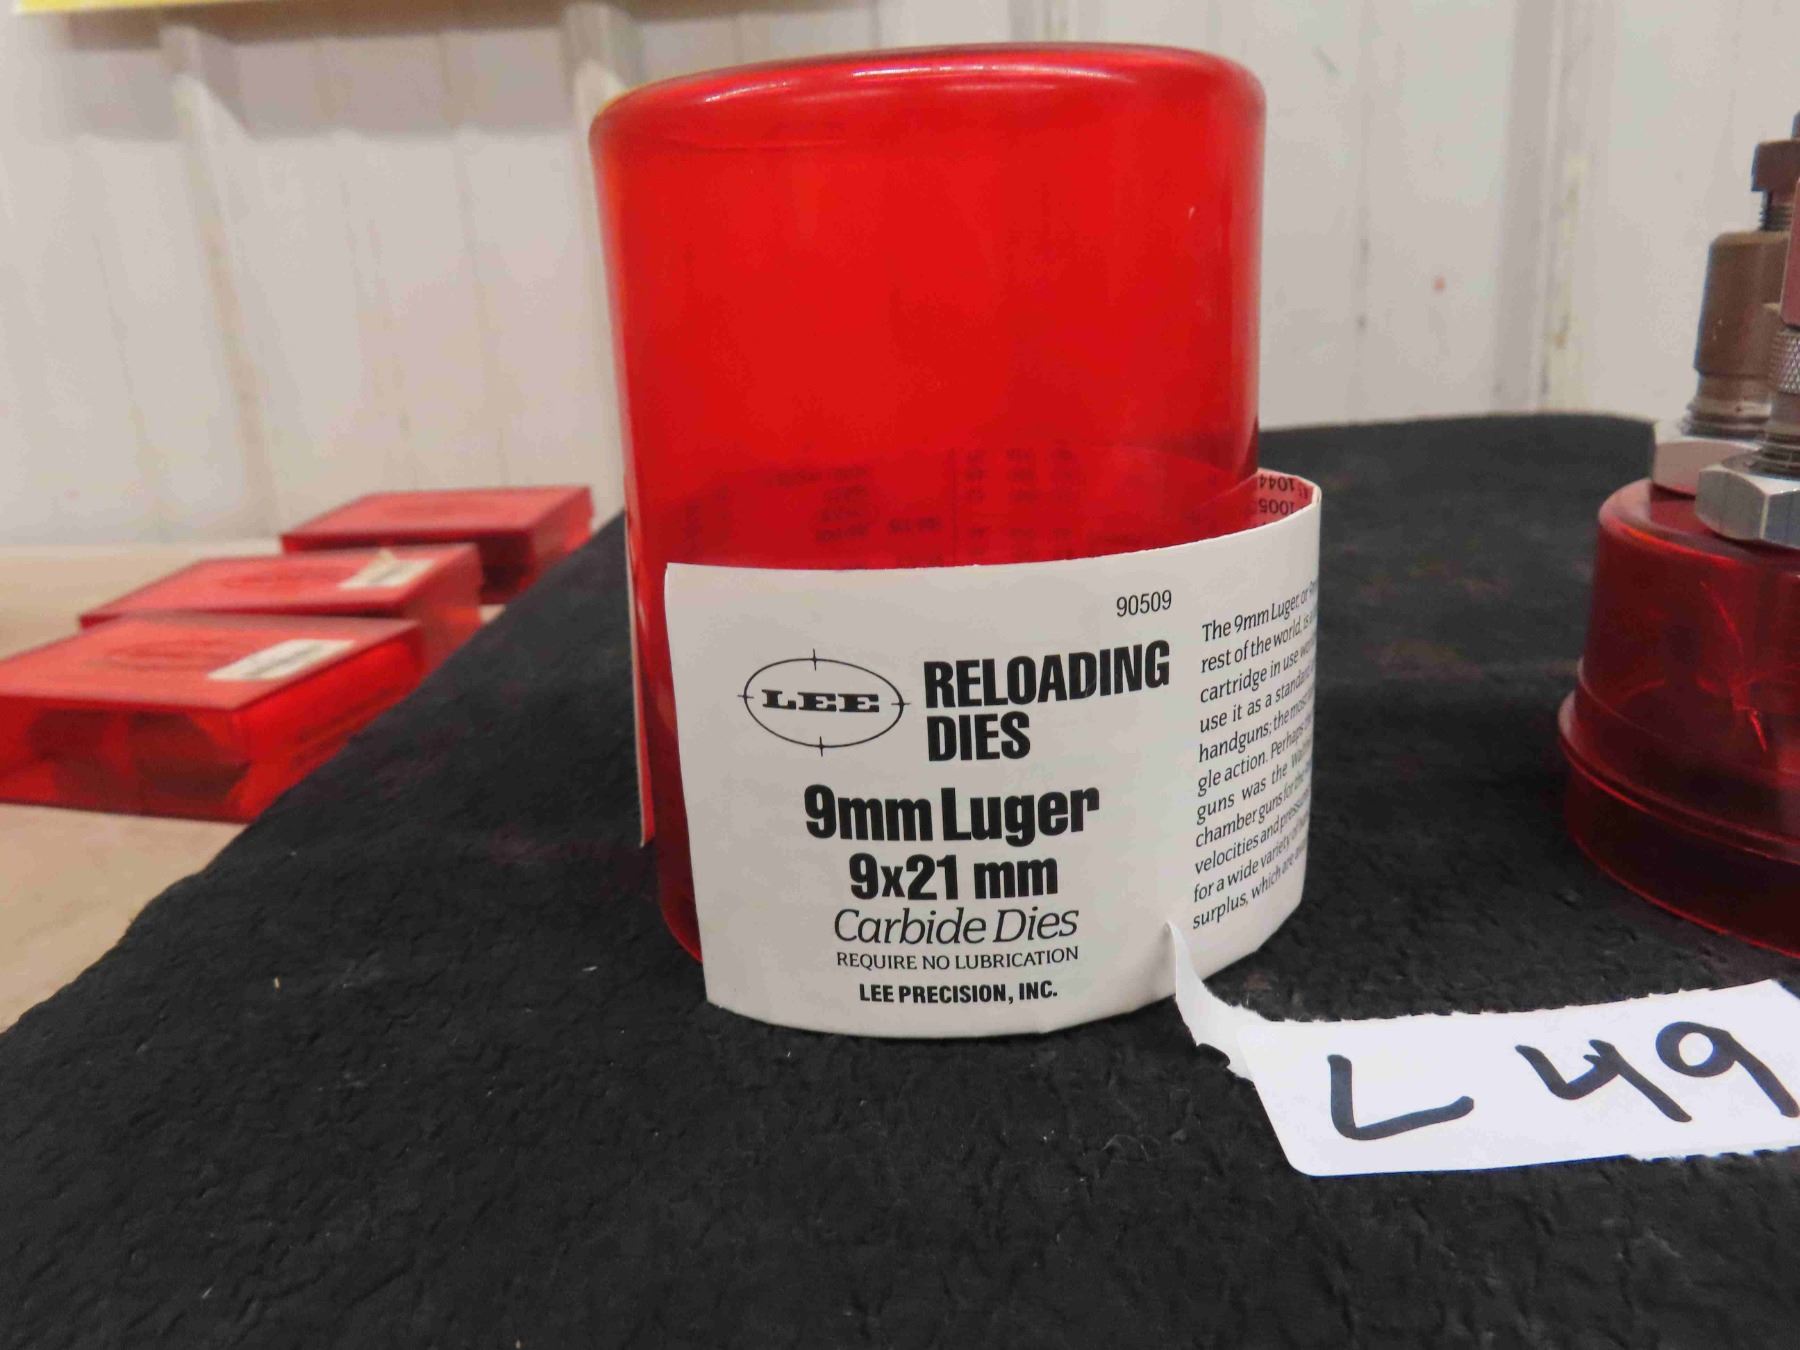 90509
LEE
RELOADING
DIES
9mm Luger
9x21 mm
Carbide Dies
REQUIRE NO LUBRICATION
LEE PRECISION, INC.
The 9mm Luger, or
rest of the world, is
cartridge in use
use it as a standard
handguns; the most
gle action. Perhaps
guns was the
chamber guns for
velocities and
for a wide variety of
surplus, which are
1044
1005
L 49